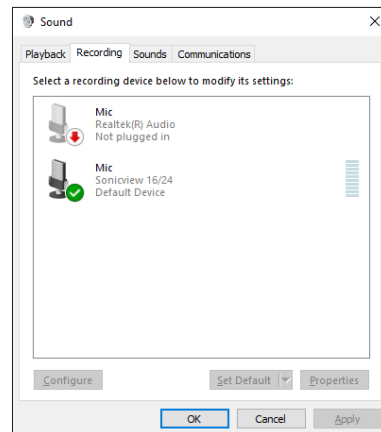 Sound
Playback Recording Sounds Communications
Select a recording device below to modify its settings:
Mic
Realtek(R) Audio
Not plugged in
Mic
Sonicview 16/24
Default Device
Configure Set Default Properties
OK Cancel Apply